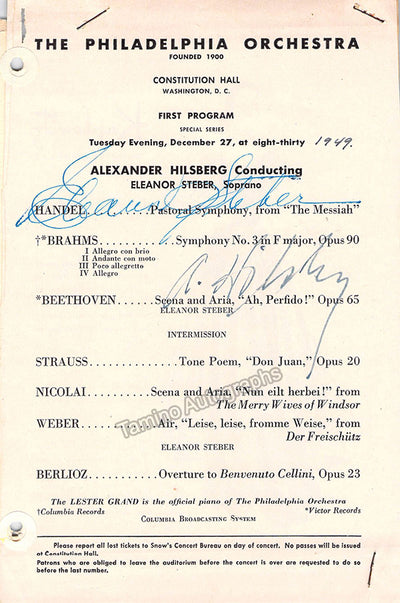 THE PHILADELPHIA ORCHESTRA
FOUNDED 1900
CONSTITUTION HALL
WASHINGTON, D. C.
FIRST PROGRAM
SPECIAL SERIES
Tuesday Evening, December 27, at eight-thirty 1949.
ALEXANDER HILSBERG Conducting
ELEANOR STEBER, Soprano
Eleanor Steber
HANDEL..........Pastoral Symphony, from "The Messiah"
†*BRAHMS............Symphony No. 3 in F major, Opus 90
I Allegro con brio
II Andante con moto
III Poco allegretto
IV Allegro
A. Hilsberg
*BEETHOVEN......Scena and Aria, "Ah, Perfido!" Opus 65
ELEANOR STEBER
INTERMISSION
STRAUSS................Tone Poem, "Don Juan," Opus 20
NICOLAI.........Scena and Aria, "Nun eilt herbei!" from
The Merry Wives of Windsor
WEBER............Air, "Leise, leise, fromme Weise," from
Der Freischütz
ELEANOR STEBER
Tamino Autographs
BERLIOZ............Overture to Benvenuto Cellini, Opus 23
The LESTER GRAND is the official piano of The Philadelphia Orchestra
†Columbia Records *Victor Records
COLUMBIA BROADCASTING SYSTEM
Please report all lost tickets to Snow's Concert Bureau on day of concert. No passes will be issued
at Constitution Hall.
Patrons who are obliged to leave the auditorium before the concert is over are requested to do so
before the last number.